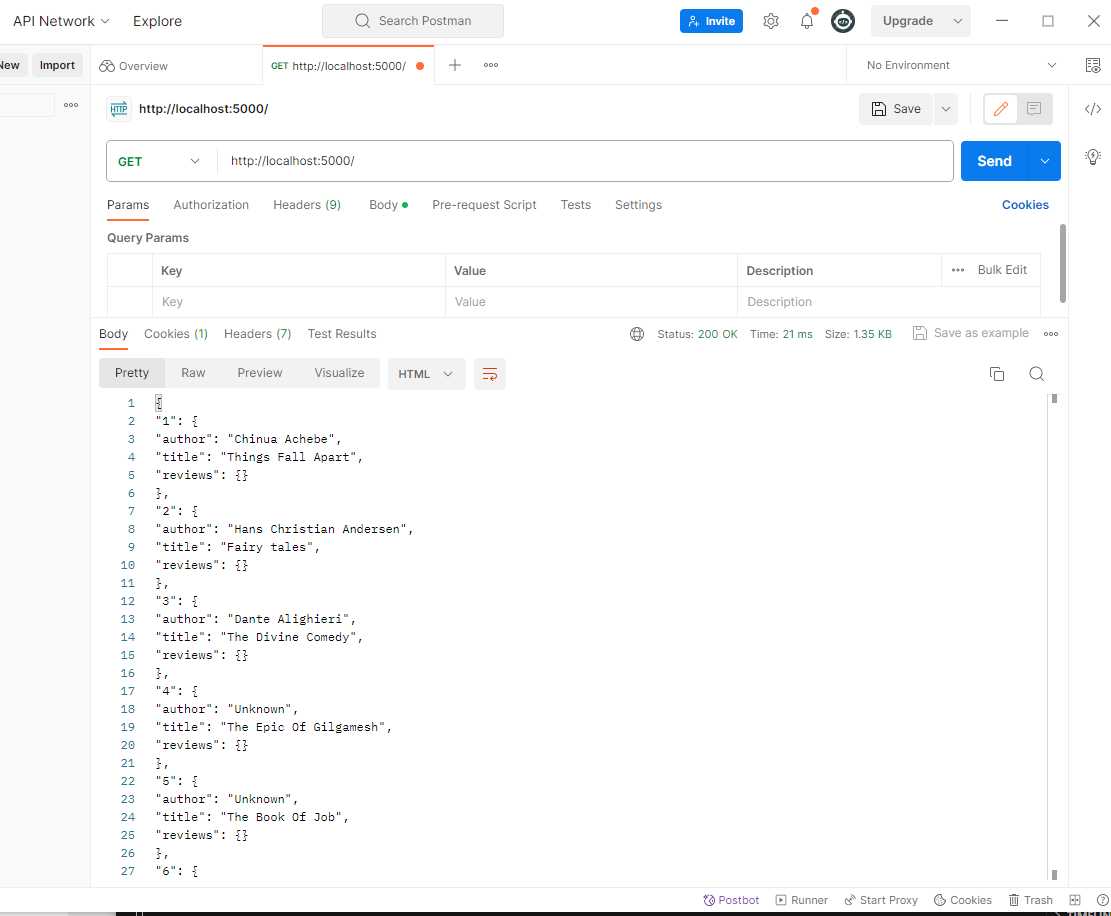 API Network
Explore
Search Postman
Invite
Upgrade
New
Import
Overview
GET http://localhost:5000/
No Environment
HTTP
http://localhost:5000/
Save
</>
GET
http://localhost:5000/
Send
Params
Authorization
Headers (9)
Body
Pre-request Script
Tests
Settings
Cookies
Query Params
Key
Value
Description
Bulk Edit
Key
Value
Description
Body
Cookies (1)
Headers (7)
Test Results
Status: 200 OK
Time: 21 ms
Size: 1.35 KB
Save as example
Pretty
Raw
Preview
Visualize
HTML
1 {
2 "1": {
3 "author": "Chinua Achebe",
4 "title": "Things Fall Apart",
5 "reviews": {}
6 },
7 "2": {
8 "author": "Hans Christian Andersen",
9 "title": "Fairy tales",
10 "reviews": {}
11 },
12 "3": {
13 "author": "Dante Alighieri",
14 "title": "The Divine Comedy",
15 "reviews": {}
16 },
17 "4": {
18 "author": "Unknown",
19 "title": "The Epic Of Gilgamesh",
20 "reviews": {}
21 },
22 "5": {
23 "author": "Unknown",
24 "title": "The Book Of Job",
25 "reviews": {}
26 },
27 "6": {
Postbot
Runner
Start Proxy
Cookies
Trash